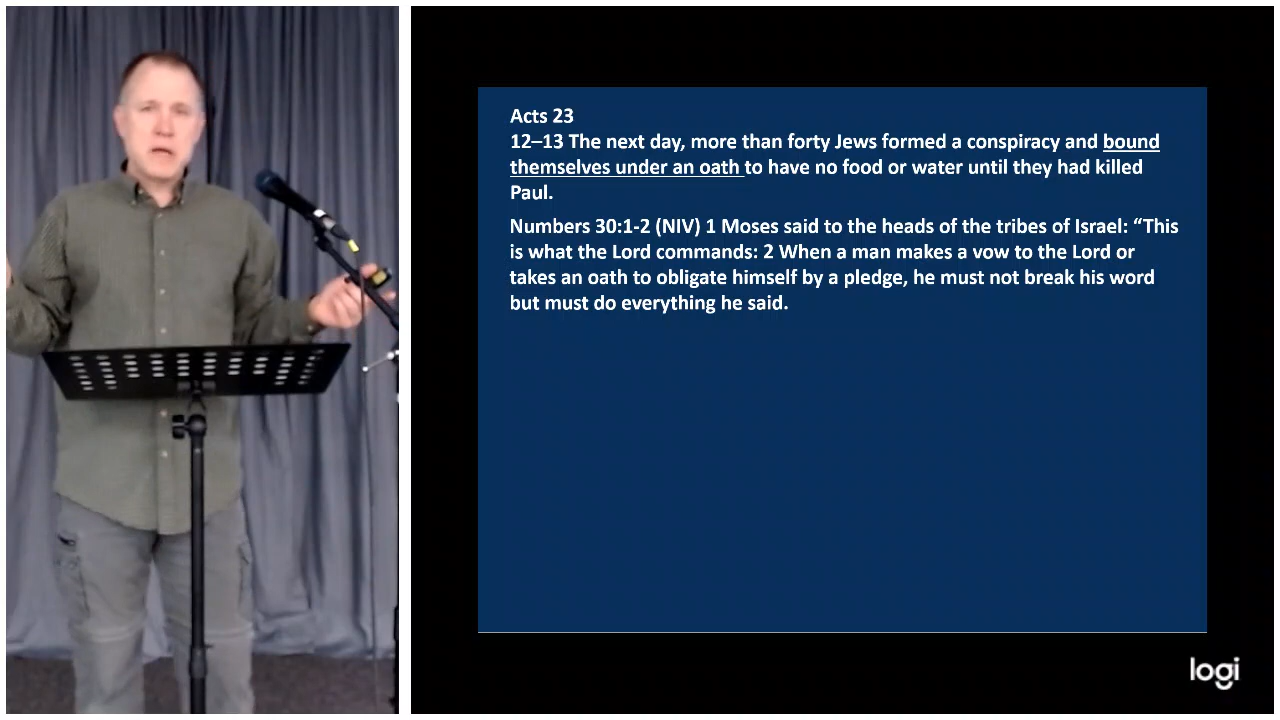 Acts 23
12–13 The next day, more than forty Jews formed a conspiracy and bound
themselves under an oath to have no food or water until they had killed
Paul.
Numbers 30:1-2 (NIV) 1 Moses said to the heads of the tribes of Israel: “This
is what the Lord commands: 2 When a man makes a vow to the Lord or
takes an oath to obligate himself by a pledge, he must not break his word
but must do everything he said.
logi